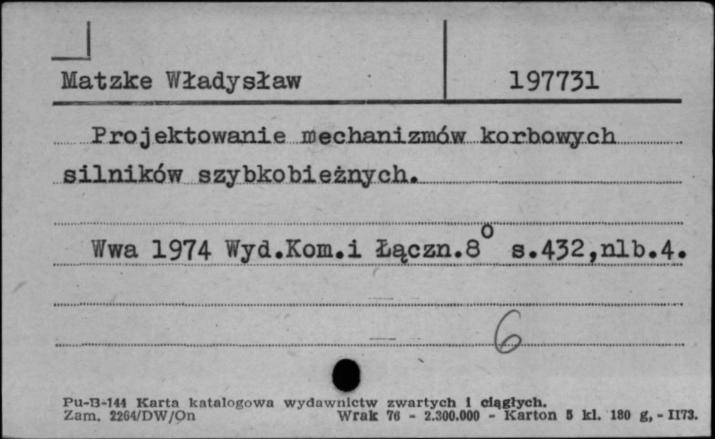 Matzke Władysław 197731
Projektowanie mechanizmów korbowych
silników szybkobieżnych.
Wwa 1974 Wyd.Kom.i Łączn.8° s.432,nlb.4.
6
Pu-B-144 Karta katalogowa wydawnictw zwartych i ciągłych.
Zam. 2264/DW/On Wrak 76 - 2.300.000 - Karton 5 kl. 180 g, - II73.